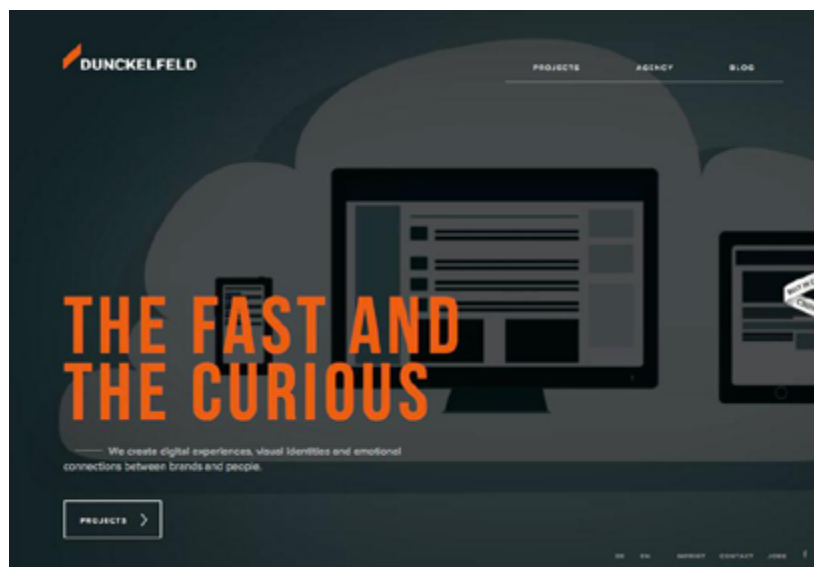 DUNCKELFELD
PROJECTS AGENCY BLOG
THE FAST AND
THE CURIOUS
We create digital experiences, visual identities and emotional
connections between brands and people.
PROJECTS
DE EN IMPRINT CONTACT JOBS f